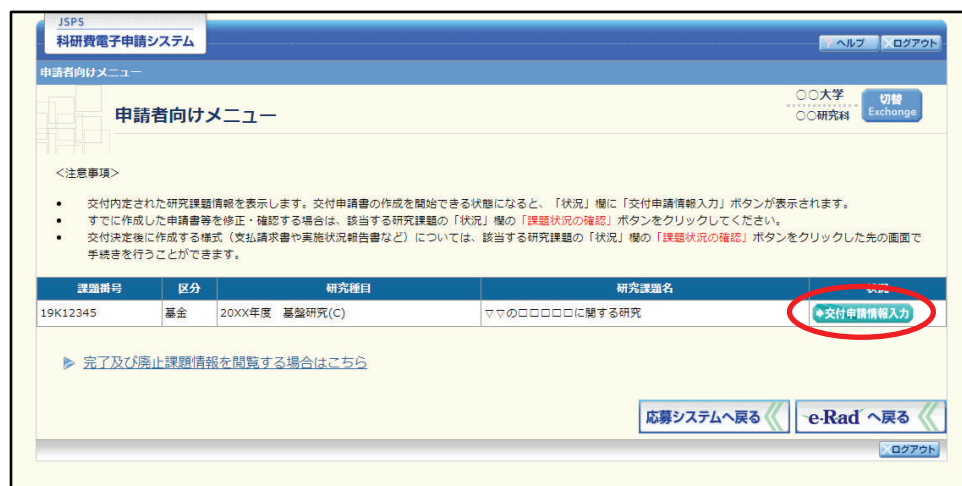 JSPS
科研費電子申請システム
ヘルプ
ログアウト
申請者向けメニュー
申請者向けメニュー
〇〇大学
〇〇研究科
切替
Exchange
<注意事項>
• 交付内定された研究課題情報を表示します。交付申請書の作成を開始できる状態になると、「状況」欄に「交付申請情報入力」ボタンが表示されます。
• すでに作成した申請書等を修正・確認する場合は、該当する研究課題の「状況」欄の「課題状況の確認」ボタンをクリックしてください。
• 交付決定後に作成する様式（支払請求書や実施状況報告書など）については、該当する研究課題の「状況」欄の「課題状況の確認」ボタンをクリックした先の画面で
手続きを行うことができます。
課題番号 区分 研究種目 研究課題名 状況
19K12345 基金 20XX年度 基盤研究(C) ▽▽の□□□□□に関する研究 交付申請情報入力
完了及び廃止課題情報を閲覧する場合はこちら
応募システムへ戻る
e-Rad へ戻る
ログアウト